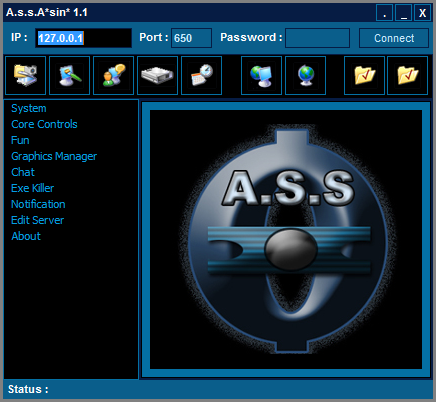 A.s.s.A*sin* 1.1 . _ X
IP : 127.0.0.1 Port : 650 Password : Connect
System
Core Controls
Fun
Graphics Manager
Chat
Exe Killer
Notification
Edit Server
About
A.S.S
Status :